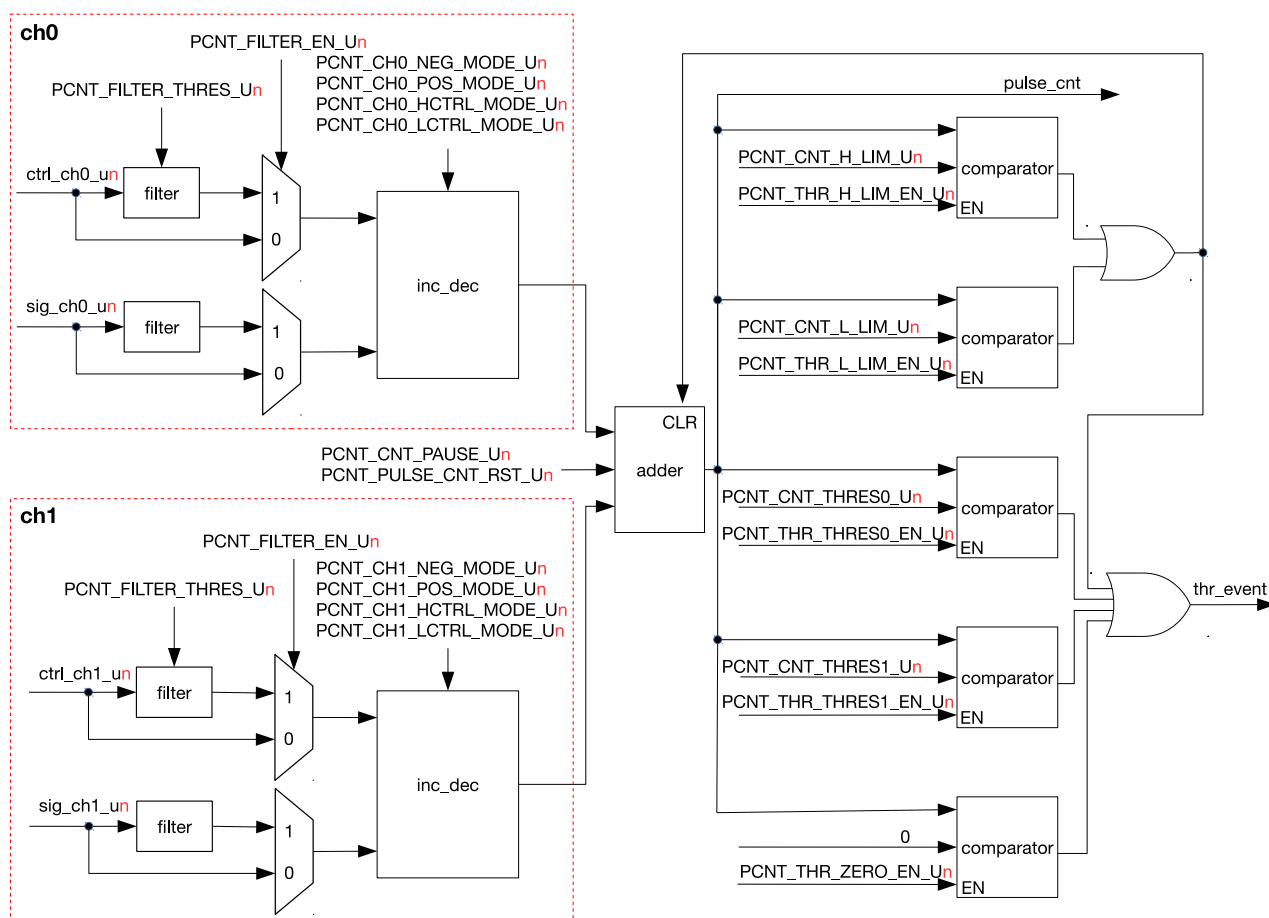 ch0
PCNT_FILTER_EN_Un
PCNT_CH0_NEG_MODE_Un
PCNT_CH0_POS_MODE_Un
PCNT_CH0_HCTRL_MODE_Un
PCNT_CH0_LCTRL_MODE_Un
PCNT_FILTER_THRES_Un
ctrl_ch0_un
filter
1
0
sig_ch0_un
filter
1
0
inc_dec
ch1
PCNT_FILTER_EN_Un
PCNT_CH1_NEG_MODE_Un
PCNT_CH1_POS_MODE_Un
PCNT_CH1_HCTRL_MODE_Un
PCNT_CH1_LCTRL_MODE_Un
PCNT_FILTER_THRES_Un
ctrl_ch1_un
filter
1
0
sig_ch1_un
filter
1
0
inc_dec
PCNT_CNT_PAUSE_Un
PCNT_PULSE_CNT_RST_Un
CLR
adder
pulse_cnt
PCNT_CNT_H_LIM_Un
PCNT_THR_H_LIM_EN_Un
comparator
EN
PCNT_CNT_L_LIM_Un
PCNT_THR_L_LIM_EN_Un
comparator
EN
PCNT_CNT_THRES0_Un
PCNT_THR_THRES0_EN_Un
comparator
EN
PCNT_CNT_THRES1_Un
PCNT_THR_THRES1_EN_Un
comparator
EN
0
PCNT_THR_ZERO_EN_Un
comparator
EN
thr_event